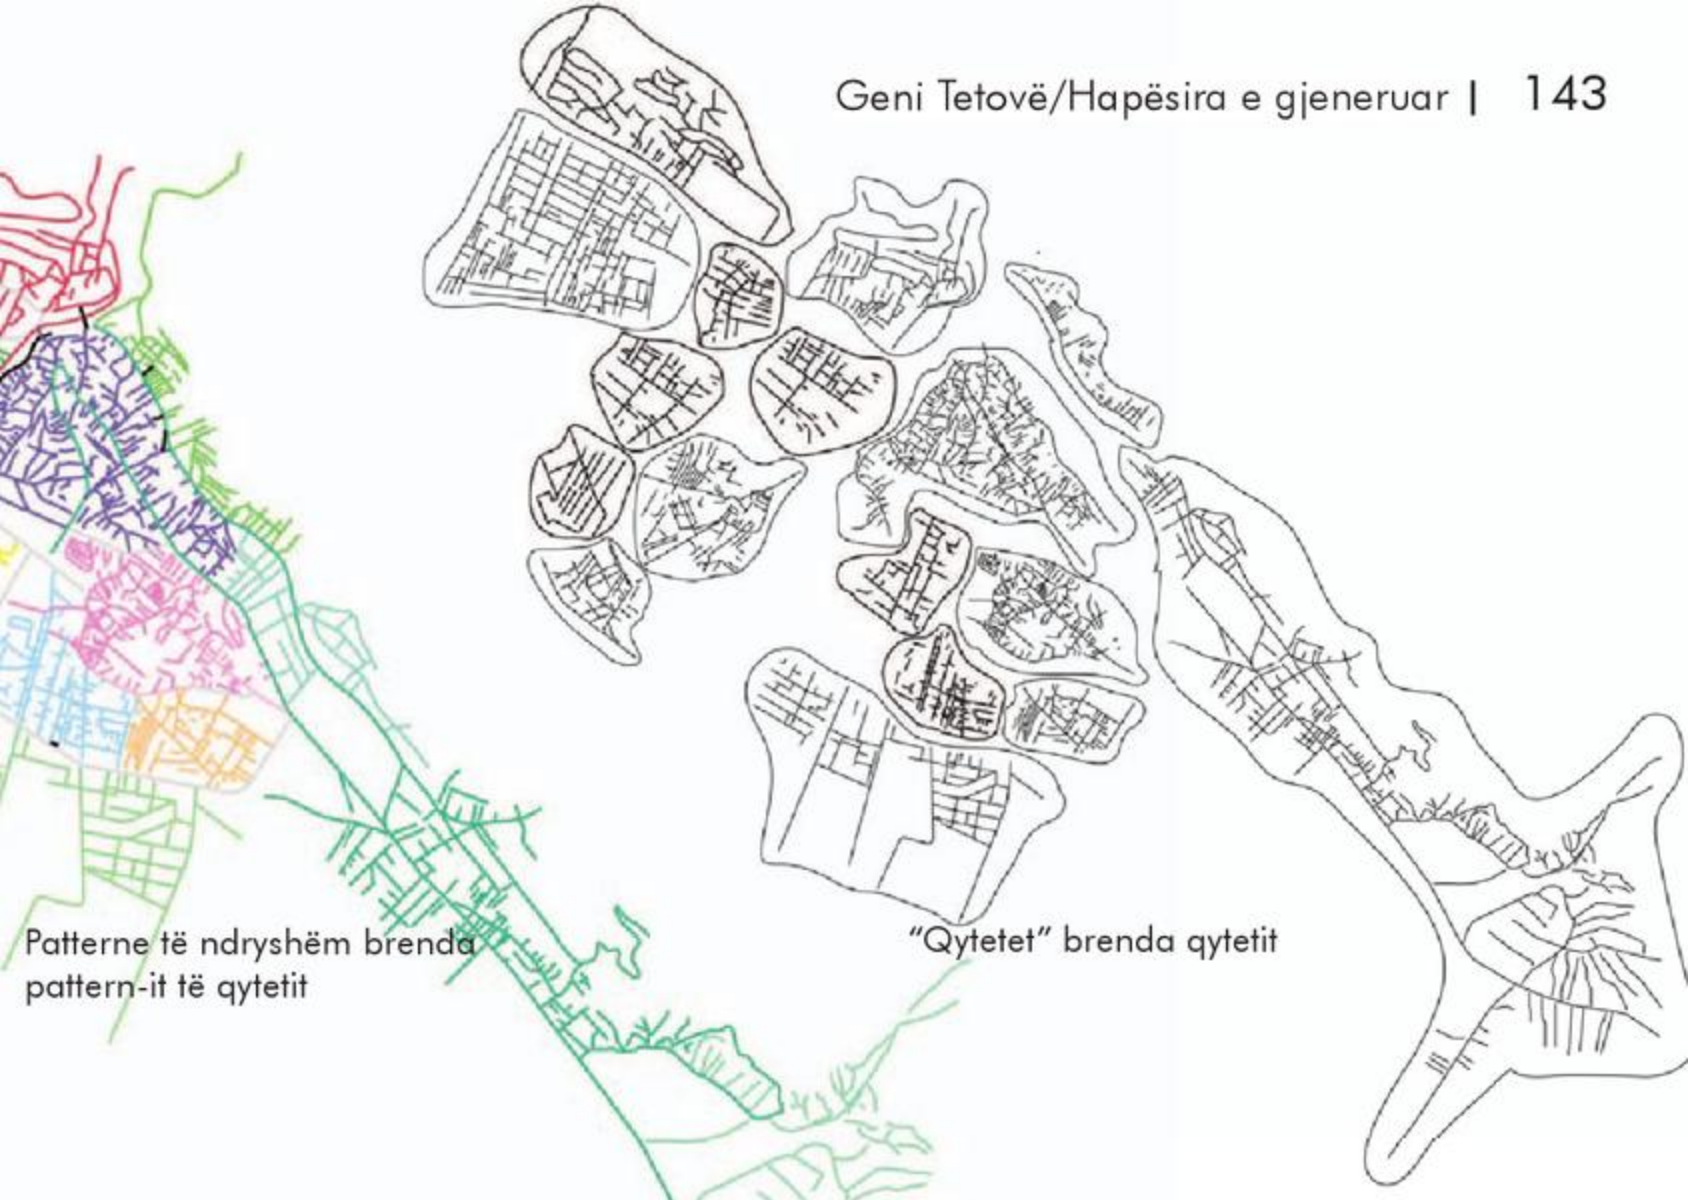 Geni Tetovë/Hapësira e gjeneruar | 143
Patterne të ndryshëm brenda
pattern-it të qytetit
“Qytetet” brenda qytetit